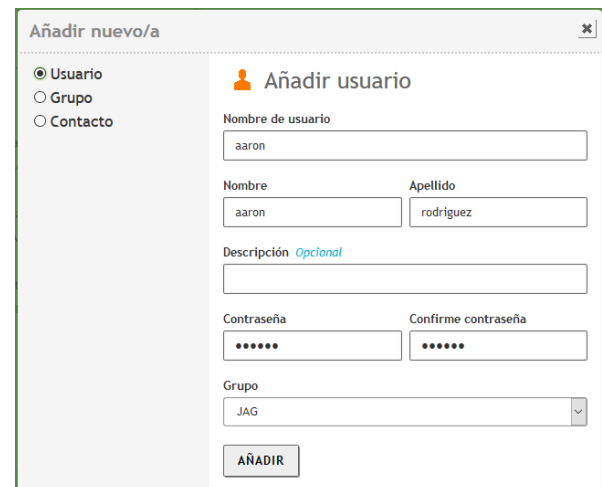 Añadir nuevo/a
Usuario
Grupo
Contacto
Añadir usuario
Nombre de usuario
aaron
Nombre Apellido
aaron rodriguez
Descripción Opcional
Contraseña Confirme contraseña
•••••• ••••••
Grupo
JAG
AÑADIR